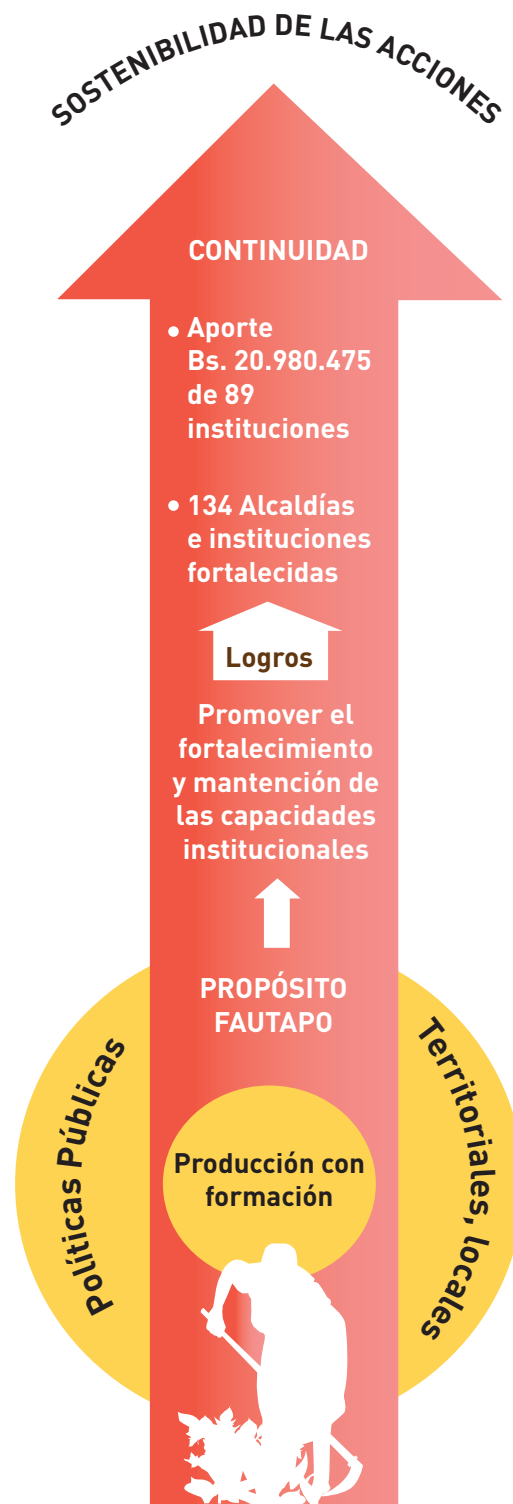 SOSTENIBILIDAD DE LAS ACCIONES
CONTINUIDAD
• Aporte
Bs. 20.980.475
de 89
instituciones
• 134 Alcaldías
e instituciones
fortalecidas
Logros
Promover el
fortalecimiento
y mantención de
las capacidades
institucionales
PROPÓSITO
FAUTAPO
Políticas Públicas
Territoriales, locales
Producción con
formación